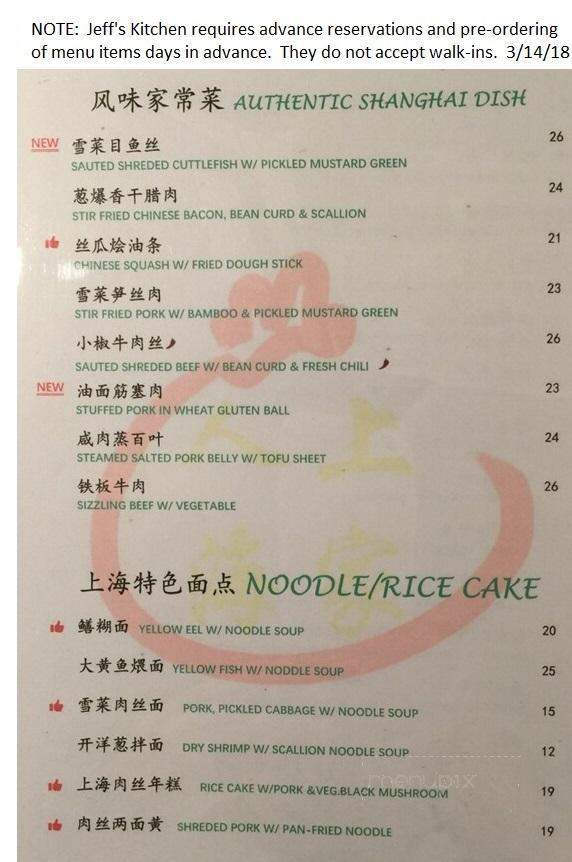 NOTE:  Jeff's Kitchen requires advance reservations and pre-ordering
of menu items days in advance.  They do not accept walk-ins.  3/14/18
风味家常菜 AUTHENTIC SHANGHAI DISH
NEW 雪菜目鱼丝 26
SAUTED SHREDED CUTTLEFISH W/ PICKLED MUSTARD GREEN
葱爆香干腊肉 24
STIR FRIED CHINESE BACON, BEAN CURD & SCALLION
丝瓜烩油条 21
CHINESE SQUASH W/ FRIED DOUGH STICK
雪菜笋丝肉 23
STIR FRIED PORK W/ BAMBOO & PICKLED MUSTARD GREEN
小椒牛肉丝 26
SAUTED SHREDED BEEF W/ BEAN CURD & FRESH CHILI
NEW 油面筋塞肉 23
STUFFED PORK IN WHEAT GLUTEN BALL
咸肉蒸百叶 24
STEAMED SALTED PORK BELLY W/ TOFU SHEET
铁板牛肉 26
SIZZLING BEEF W/ VEGETABLE
上海特色面点 NOODLE/RICE CAKE
鳝糊面 YELLOW EEL W/ NOODLE SOUP 20
大黄鱼煨面 YELLOW FISH W/ NODDLE SOUP 25
雪菜肉丝面 PORK, PICKLED CABBAGE W/ NOODLE SOUP 15
开洋葱拌面 DRY SHRIMP W/ SCALLION NOODLE SOUP 12
menupix
上海肉丝年糕 RICE CAKE W/PORK &VEG.BLACK MUSHROOM 19
肉丝两面黄 SHREDED PORK W/ PAN-FRIED NOODLE 19